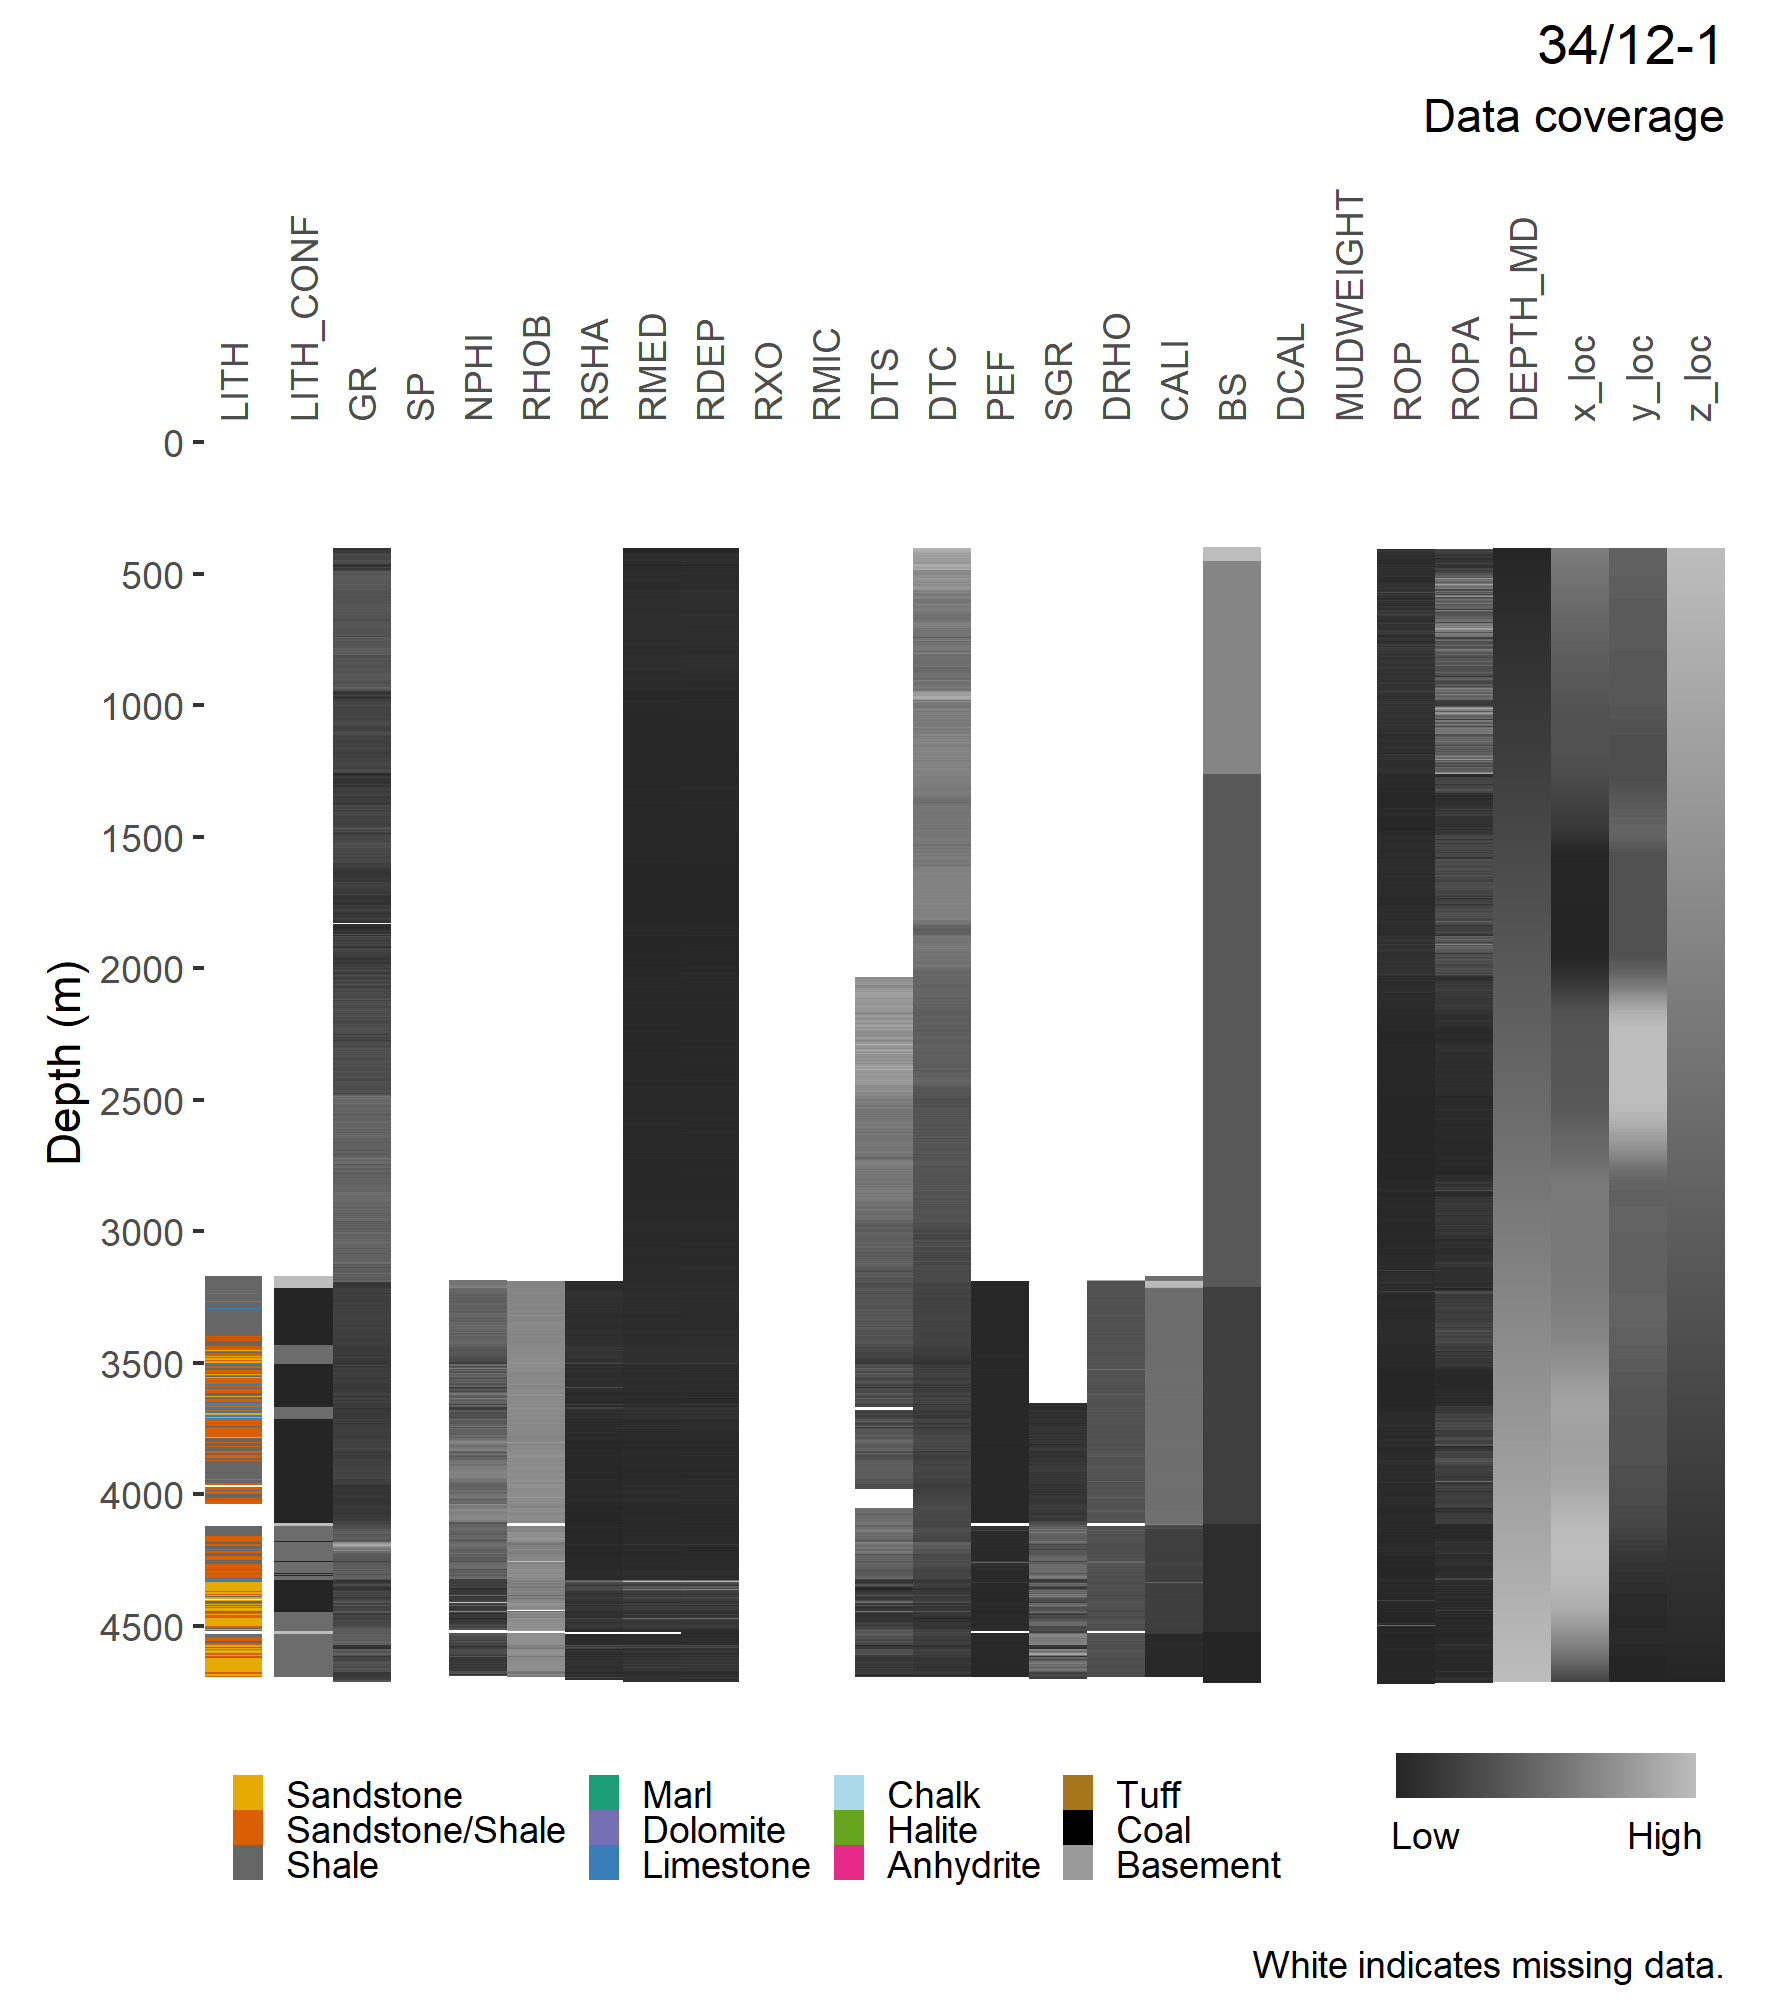 34/12-1
Data coverage
LITH
LITH_CONF
GR
SP
NPHI
RHOB
RSHA
RMED
RDEP
RXO
RMIC
DTS
DTC
PEF
SGR
DRHO
CALI
BS
DCAL
MUDWEIGHT
ROP
ROPA
DEPTH_MD
x_loc
y_loc
z_loc
Depth (m)
0
500
1000
1500
2000
2500
3000
3500
4000
4500
Sandstone
Sandstone/Shale
Shale
Marl
Dolomite
Limestone
Chalk
Halite
Anhydrite
Tuff
Coal
Basement
Low High
White indicates missing data.